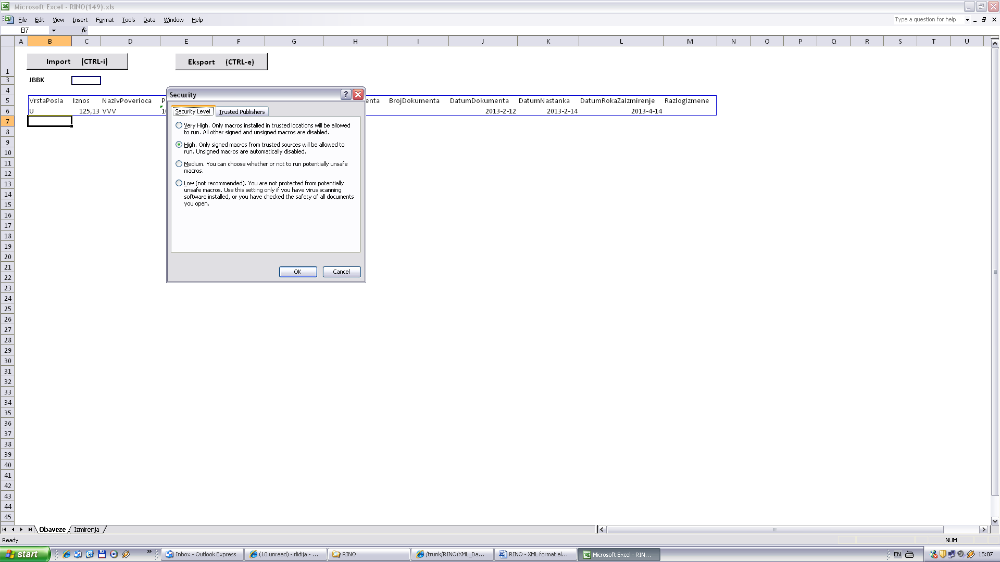 Microsoft Excel - RINO(149).xls
File Edit View Insert Format Tools Data Window Help
Type a question for help
B7 fx
A B C D E F G H I J K L M N O P Q R S T U
Import (CTRL-i) Eksport (CTRL-e)
1
3 JBBK
4
Security
5 VrstaPosla Iznos NazivPoverioca P enta BrojDokumenta DatumDokumenta DatumNastanka DatumRokaZaIzmirenje RazlogIzmene
6 U 125,13 VVV 10 2013-2-12 2013-2-14 2013-4-14
Security Level Trusted Publishers
7
Very High. Only macros installed in trusted locations will be allowed
to run. All other signed and unsigned macros are disabled.
8
9
High. Only signed macros from trusted sources will be allowed to
run. Unsigned macros are automatically disabled.
10
11
Medium. You can choose whether or not to run potentially unsafe
macros.
12
13
Low (not recommended). You are not protected from potentially
unsafe macros. Use this setting only if you have virus scanning
software installed, or you have checked the safety of all documents
you open.
14
15
16
17
18
19
20
21
OK Cancel
22
23
24
25
26
27
28
29
30
31
32
33
34
35
36
37
38
39
40
41
42
43
44
45
Obaveze Izmirenja
Ready NUM
start Inbox - Outlook Express (10 unread) - rlidija - ... RINO /trunk/RINO/XML_Da... RINO - XML format el... Microsoft Excel - RIN... EN 15:07